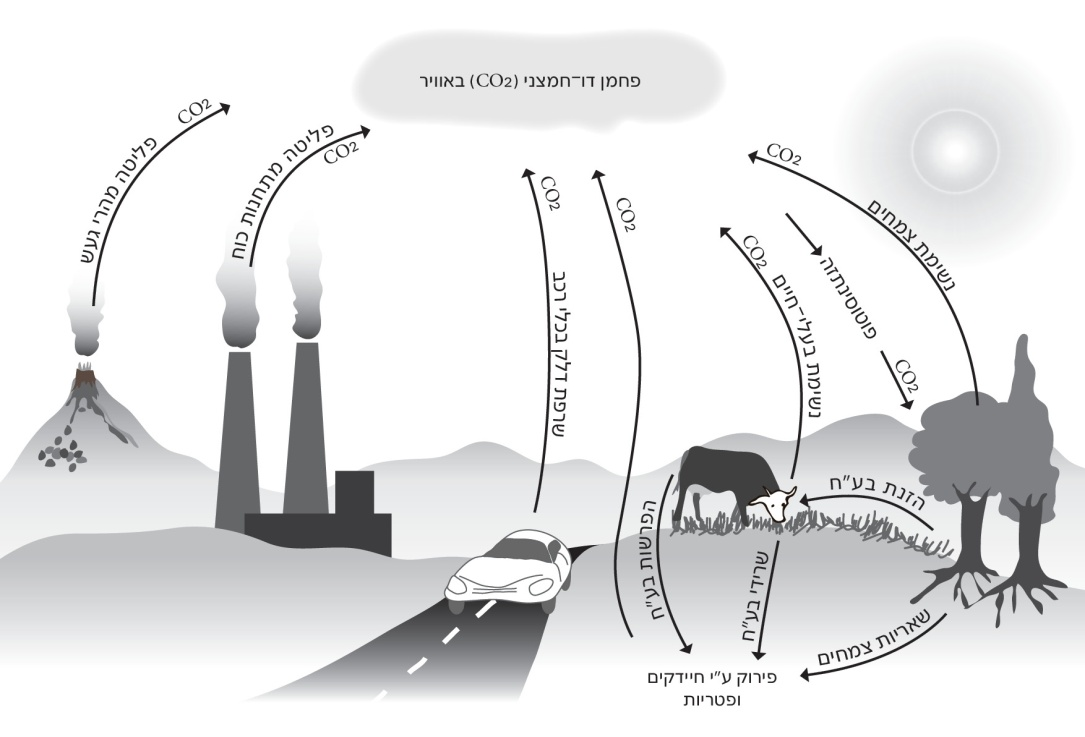 פחמן דו־חמצני (CO2) באוויר
CO2
פליטה מהרי געש
CO2
פליטה מתחנות כוח
CO2
שרפת דלק בכלי רכב
CO2
CO2
נשימת בעלי־חיים
פוטוסינתזה
CO2
CO2
נשימת צמחים
הזנת בע"ח
הפרשות בע"ח
שרידי בע"ח
שאריות צמחים
פירוק ע"י חיידקים
ופטריות